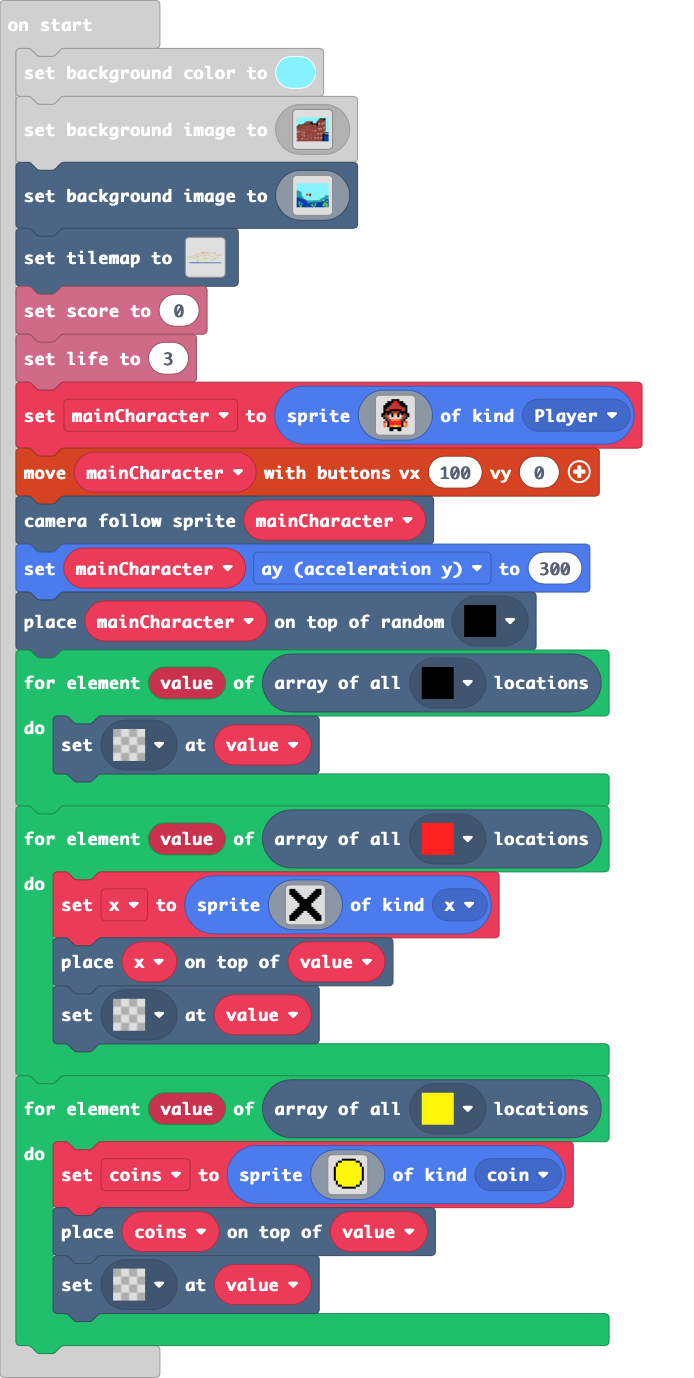 on start
set background color to
set background image to
set background image to
set tilemap to
set score to 0
set life to 3
set mainCharacter to sprite of kind Player
move mainCharacter with buttons vx 100 vy 0
camera follow sprite mainCharacter
set mainCharacter ay (acceleration y) to 300
place mainCharacter on top of random
for element value of array of all locations
do
set at value
for element value of array of all locations
do
set x to sprite of kind x
place x on top of value
set at value
for element value of array of all locations
do
set coins to sprite of kind coin
place coins on top of value
set at value